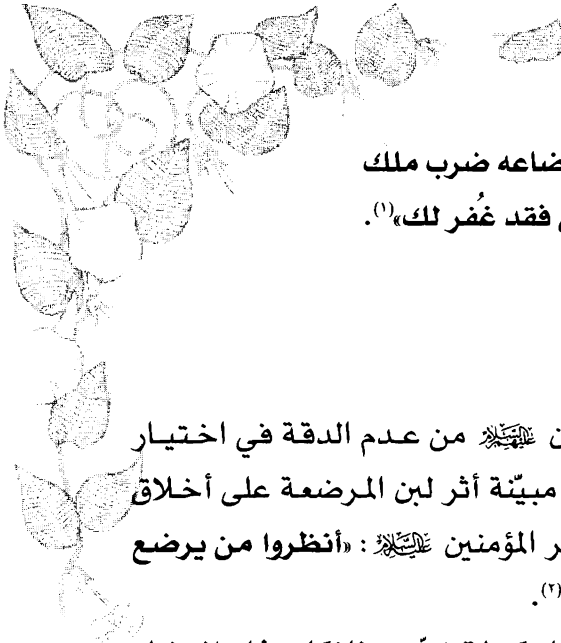 ضاعه ضرب ملك
فقد غُفر لك»(١).
عليهم السلام من عدم الدقة في اختيار
مبيّنة أثر لبن المرضعة على أخلاق
ر المؤمنين عليه السلام: «أنظروا من يرضع
(٢).